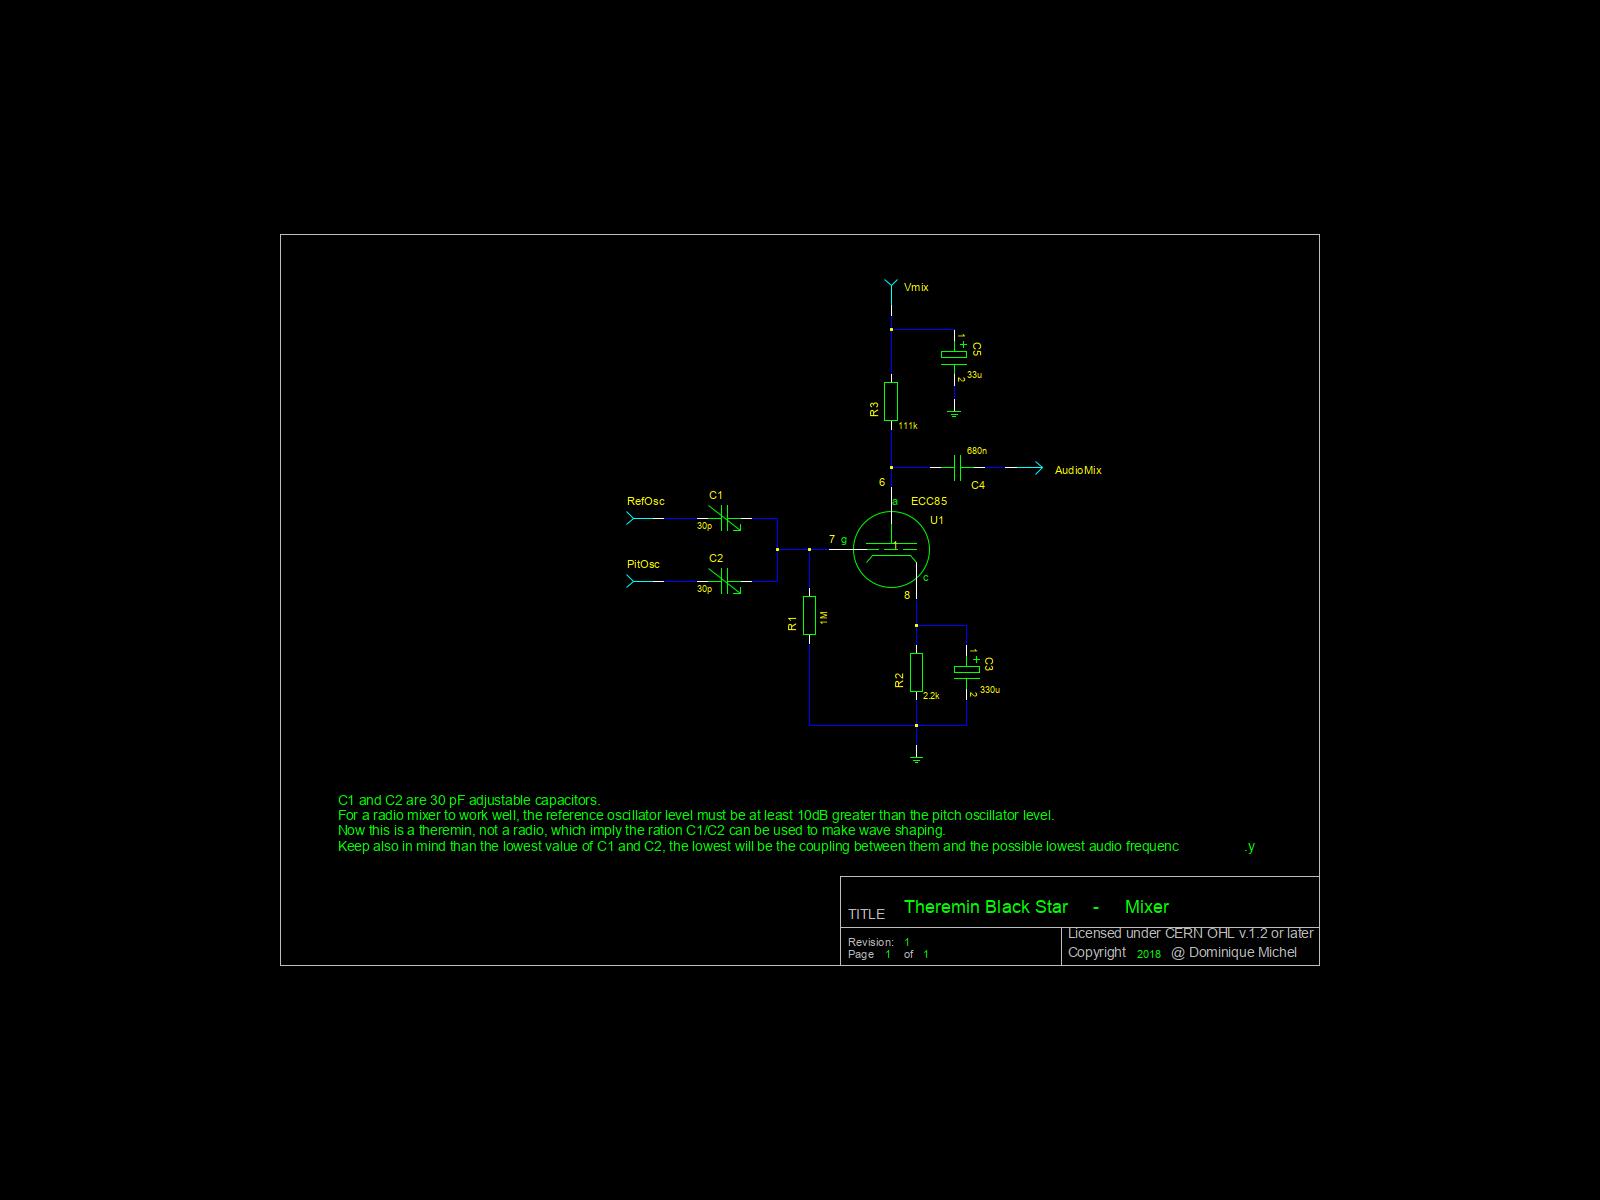 Vmix
1
+
C5
2
33u
R3
111k
680n
AudioMix
C4
6
a
ECC85
U1
RefOsc
C1
30p
7
g
1
PitOsc
C2
30p
c
8
R1
1M
1
+
C3
R2
2
330u
2.2k
C1 and C2 are 30 pF adjustable capacitors.
For a radio mixer to work well, the reference oscillator level must be at least 10dB greater than the pitch oscillator level.
Now this is a theremin, not a radio, which imply the ration C1/C2 can be used to make wave shaping.
Keep also in mind than the lowest value of C1 and C2, the lowest will be the coupling between them and the possible lowest audio frequenc .y
TITLE Theremin Black Star - Mixer
Revision: 1
Page 1 of 1
Licensed under CERN OHL v.1.2 or later
Copyright 2018 @ Dominique Michel